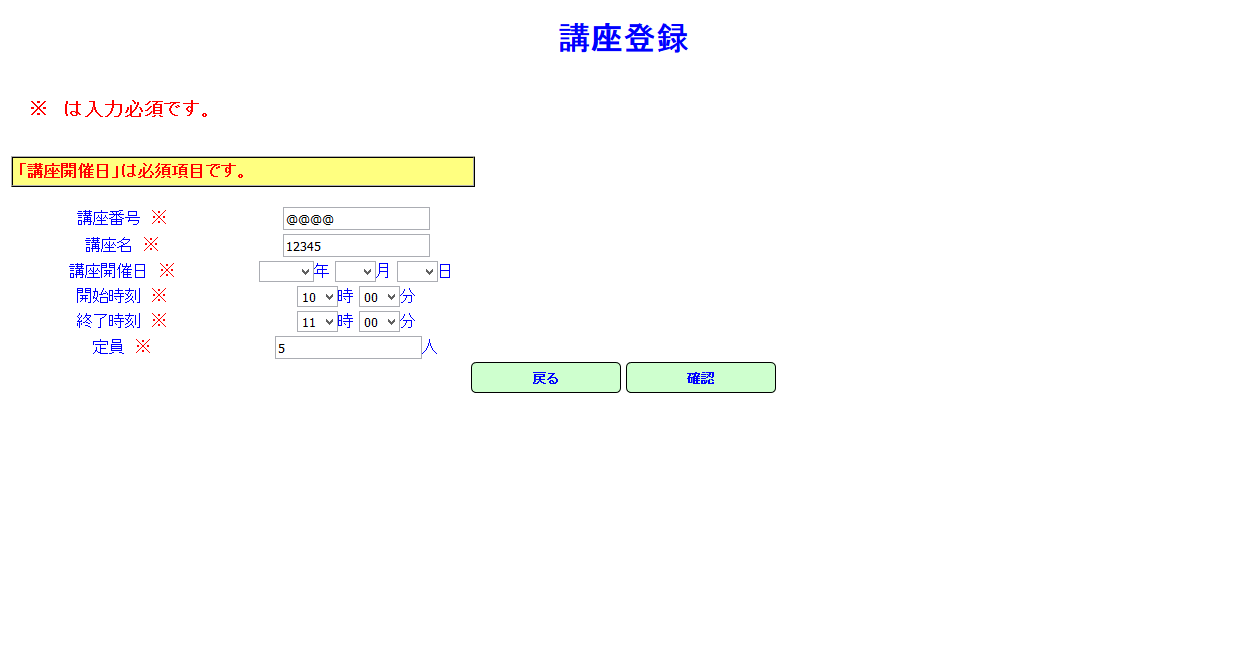 講座登録
※　は入力必須です。
「講座開催日」は必須項目です。
講座番号 ※ @@@@
講座名 ※ 12345
講座開催日 ※ 年 月 日
開始時刻 ※ 10 時 00 分
終了時刻 ※ 11 時 00 分
定員 ※ 5 人
戻る 確認